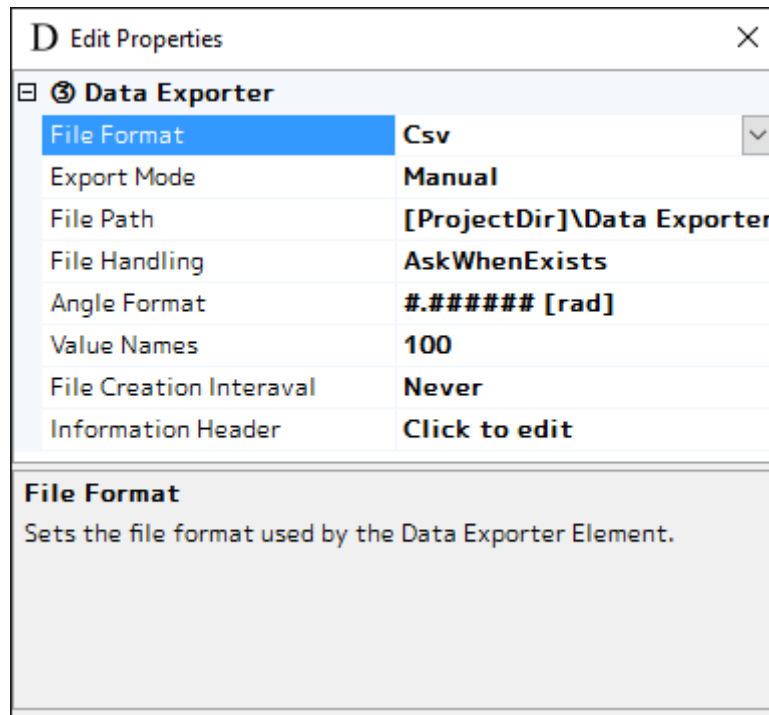 D Edit Properties
③ Data Exporter
File Format Csv
Export Mode Manual
File Path [ProjectDir]\Data Exporter
File Handling AskWhenExists
Angle Format #.###### [rad]
Value Names 100
File Creation Interaval Never
Information Header Click to edit
File Format
Sets the file format used by the Data Exporter Element.